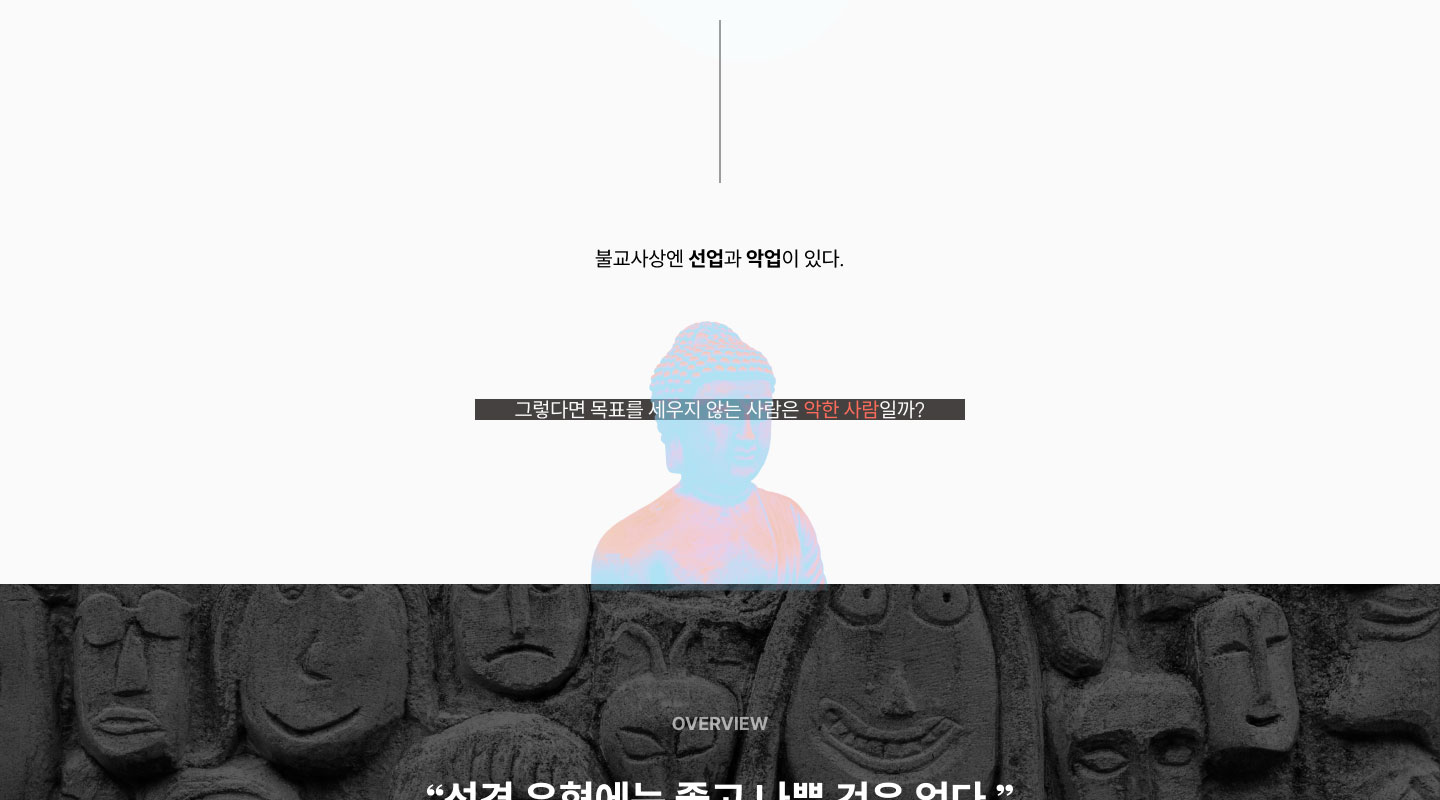 불교사상엔 선업과 악업이 있다.
그렇다면 목표를 세우지 않는 사람은 악한 사람일까?
OVERVIEW
“성격 유형에는 좋고 나쁜 것은 없다.”